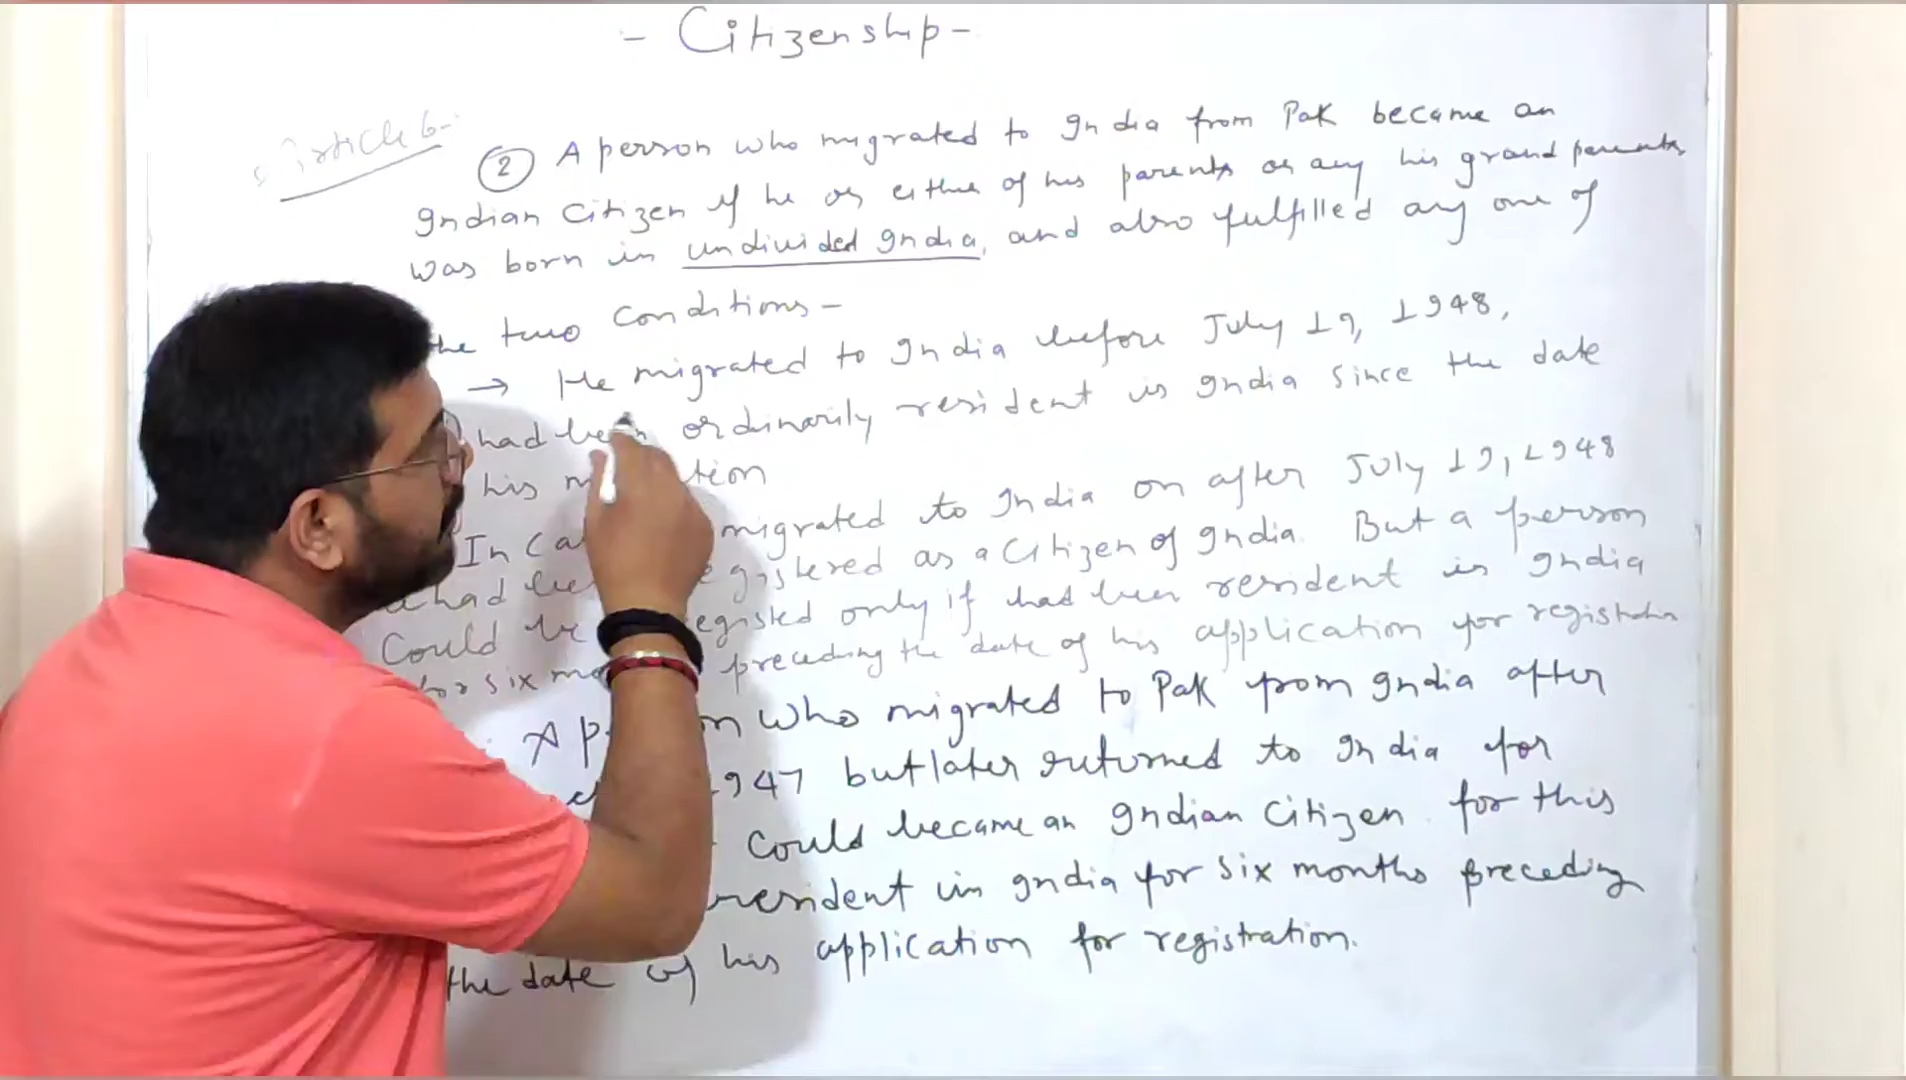 - Citizenship -
Article 6-
② A person who migrated to India from Pak became an
Indian Citizen if he or either of his parents or any his grand parents
was born in undivided India, and also fulfilled any one of
the two conditions -
→ He migrated to India before July 19, 1948,
had been ordinarily resident in India since the date
his
In migrated to India on after July 19, 1948
had as a Citizen of India. But a person
Could be only if had been resident in India
for six preceding the date of his application for registration
A who migrated to Pak from India after
1947 but later returned to India for
Could became an Indian Citizen. for this
resident in India for six months preceding
the date of his application for registration.